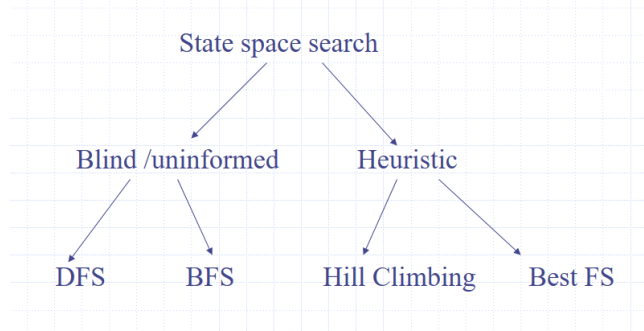 State space search
Blind /uninformed
Heuristic
DFS
BFS
Hill Climbing
Best FS